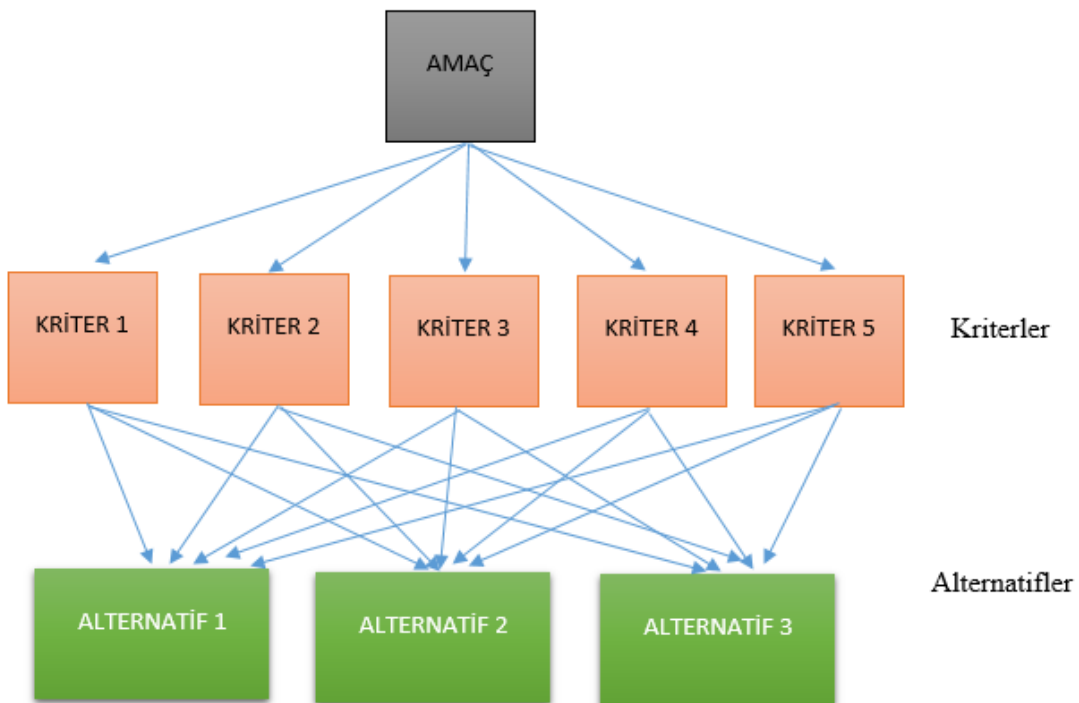 AMAÇ
KRİTER 1
KRİTER 2
KRİTER 3
KRİTER 4
KRİTER 5
Kriterler
ALTERNATİF 1
ALTERNATİF 2
ALTERNATİF 3
Alternatifler